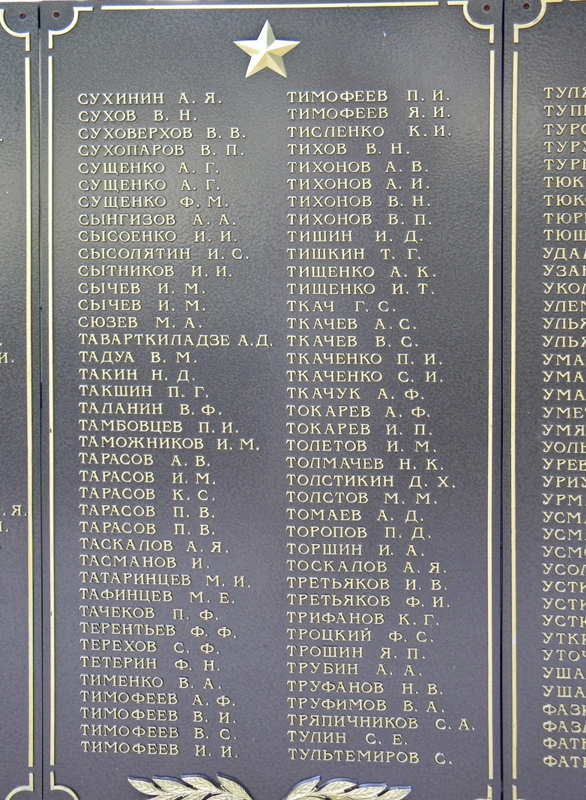 СУХИНИН А. Я.
СУХОВ В. Н.
СУХОВЕРХОВ В. В.
СУХОПАРОВ В. П.
СУЩЕНКО А. Г.
СУЩЕНКО А. Г.
СУЩЕНКО Ф. М.
СЫНГИЗОВ А. А.
СЫСОЕНКО И. И.
СЫСОЛЯТИН И. С.
СЫТНИКОВ И. И.
СЫЧЕВ И. М.
СЫЧЕВ И. М.
СЮЗЕВ М. А.
ТАВАРТКИЛАДЗЕ А.Д.
ТАДУА В. М.
ТАКИН Н. Д.
ТАКШИН П. Г.
ТАЛАНИН В. Ф.
ТАМБОВЦЕВ П. И.
ТАМОЖНИКОВ И. М.
ТАРАСОВ А. В.
ТАРАСОВ И. М.
ТАРАСОВ К. С.
ТАРАСОВ П. В.
ТАРАСОВ П. В.
ТАСКАЛОВ А. Я.
ТАСМАНОВ И.
ТАТАРИНЦЕВ М. И.
ТАФИНЦЕВ М. Е.
ТАЧЕКОВ П. Ф.
ТЕРЕНТЬЕВ Ф. Ф.
ТЕРЕХОВ С. Ф.
ТЕТЕРИН Ф. Н.
ТИМЕНКО В. А.
ТИМОФЕЕВ А. Ф.
ТИМОФЕЕВ В. И.
ТИМОФЕЕВ В. С.
ТИМОФЕЕВ И. И.
ТИМОФЕЕВ П. И.
ТИМОФЕЕВ Я. И.
ТИСЛЕНКО К. И.
ТИХОВ В. Н.
ТИХОНОВ А. В.
ТИХОНОВ А. И.
ТИХОНОВ В. Н.
ТИХОНОВ В. П.
ТИШИН И. Д.
ТИШКИН Т. Г.
ТИЩЕНКО А. К.
ТИЩЕНКО И. Т.
ТКАЧ Г. С.
ТКАЧЕВ А. С.
ТКАЧЕВ В. С.
ТКАЧЕНКО П. И.
ТКАЧЕНКО С. И.
ТКАЧУК А. Ф.
ТОКАРЕВ А. Ф.
ТОКАРЕВ И. П.
ТОЛЕТОВ И. М.
ТОЛМАЧЕВ Н. К.
ТОЛСТИКИН Д. Х.
ТОЛСТОВ М. М.
ТОМАЕВ А. Д.
ТОРОПОВ П. Д.
ТОРШИН И. А.
ТОСКАЛОВ А. Я.
ТРЕТЬЯКОВ И. В.
ТРЕТЬЯКОВ Ф. И.
ТРИФАНОВ К. Г.
ТРОЦКИЙ Ф. С.
ТРОШИН Я. П.
ТРУБИН А. А.
ТРУФАНОВ Н. В.
ТРУФИМОВ В. А.
ТРЯПИЧНИКОВ С. А.
ТУЛИН С. Е.
ТУЛЬТЕМИРОВ С.